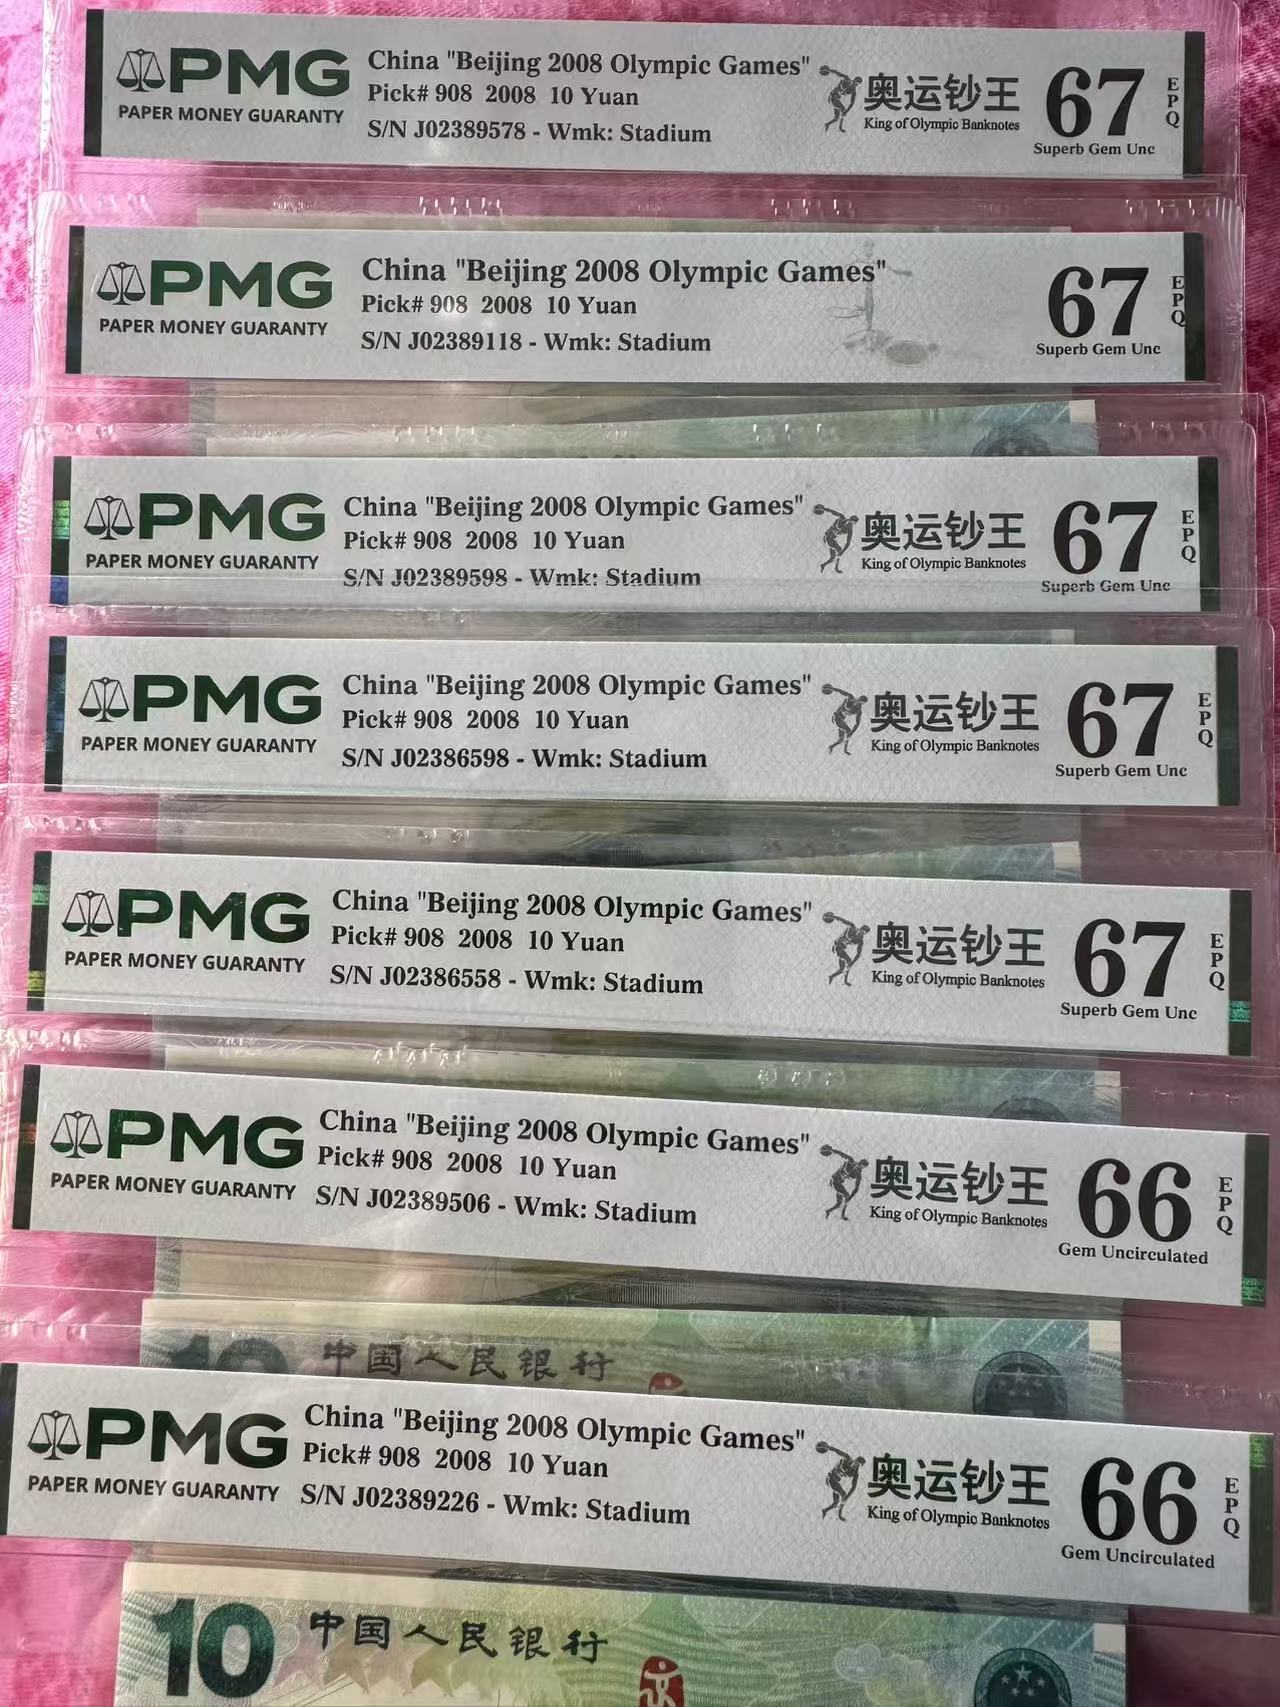 PMG
PAPER MONEY GUARANTY
China "Beijing 2008 Olympic Games"
Pick# 908 2008 10 Yuan
S/N J02389578 - Wmk: Stadium
奥运钞王
King of Olympic Banknotes
67
EPQ
Superb Gem Unc
PMG
PAPER MONEY GUARANTY
China "Beijing 2008 Olympic Games"
Pick# 908 2008 10 Yuan
S/N J02389118 - Wmk: Stadium
67
EPQ
Superb Gem Unc
PMG
PAPER MONEY GUARANTY
China "Beijing 2008 Olympic Games"
Pick# 908 2008 10 Yuan
S/N J02389598 - Wmk: Stadium
奥运钞王
King of Olympic Banknotes
67
EPQ
Superb Gem Unc
PMG
PAPER MONEY GUARANTY
China "Beijing 2008 Olympic Games"
Pick# 908 2008 10 Yuan
S/N J02386598 - Wmk: Stadium
奥运钞王
King of Olympic Banknotes
67
EPQ
Superb Gem Unc
PMG
PAPER MONEY GUARANTY
China "Beijing 2008 Olympic Games"
Pick# 908 2008 10 Yuan
S/N J02386558 - Wmk: Stadium
奥运钞王
King of Olympic Banknotes
67
EPQ
Superb Gem Unc
PMG
PAPER MONEY GUARANTY
China "Beijing 2008 Olympic Games"
Pick# 908 2008 10 Yuan
S/N J02389506 - Wmk: Stadium
奥运钞王
King of Olympic Banknotes
66
EPQ
Gem Uncirculated
10 中国人民银行
PMG
PAPER MONEY GUARANTY
China "Beijing 2008 Olympic Games"
Pick# 908 2008 10 Yuan
S/N J02389226 - Wmk: Stadium
奥运钞王
King of Olympic Banknotes
66
EPQ
Gem Uncirculated
10 中国人民银行